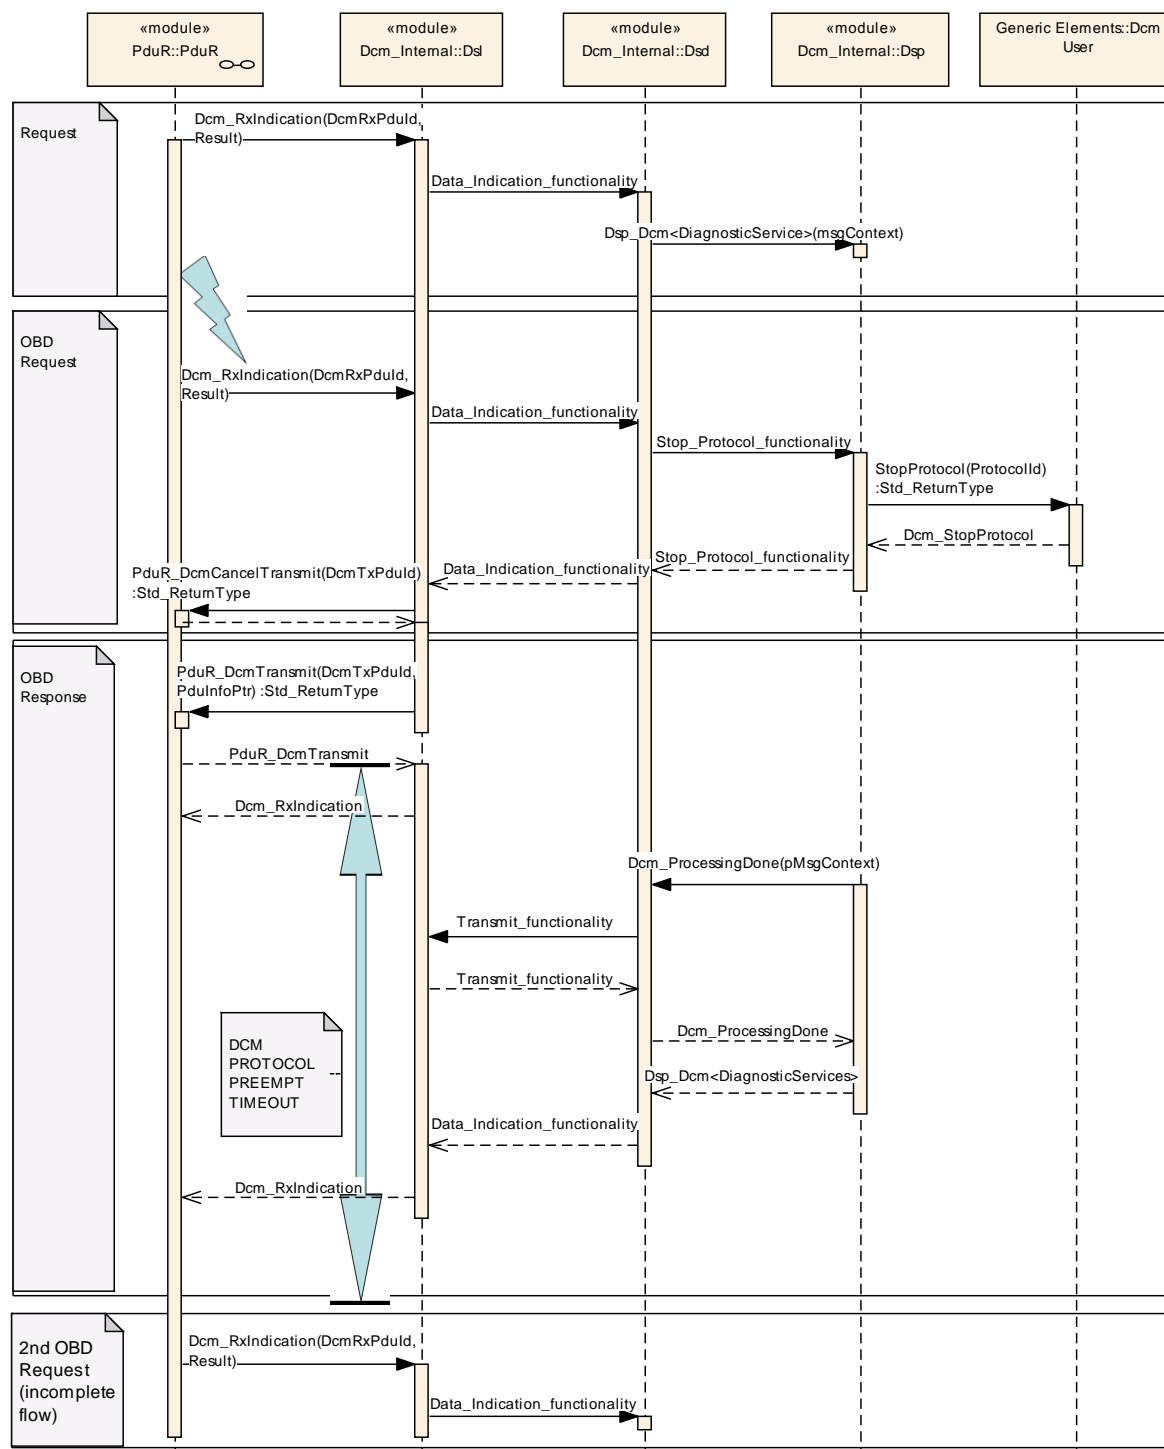 «module»
PduR::PduR
«module»
Dcm_Internal::Dsl
«module»
Dcm_Internal::Dsd
«module»
Dcm_Internal::Dsp
Generic Elements::Dcm
User
Request
Dcm_RxIndication(DcmRxPduId,
Result)
Data_Indication_functionality
Dsp_Dcm<DiagnosticService>(msgContext)
OBD
Request
Dcm_RxIndication(DcmRxPduId,
Result)
Data_Indication_functionality
Stop_Protocol_functionality
StopProtocol(ProtocolId)
:Std_ReturnType
Dcm_StopProtocol
Stop_Protocol_functionality
Data_Indication_functionality
PduR_DcmCancelTransmit(DcmTxPduId)
:Std_ReturnType
OBD
Response
PduR_DcmTransmit(DcmTxPduId,
PduInfoPtr) :Std_ReturnType
PduR_DcmTransmit
Dcm_RxIndication
Dcm_ProcessingDone(pMsgContext)
Transmit_functionality
Transmit_functionality
Dcm_ProcessingDone
DCM
PROTOCOL
PREEMPT
TIMEOUT
Dsp_Dcm<DiagnosticServices>
Data_Indication_functionality
Dcm_RxIndication
2nd OBD
Request
(incomplete
flow)
Dcm_RxIndication(DcmRxPduId,
Result)
Data_Indication_functionality